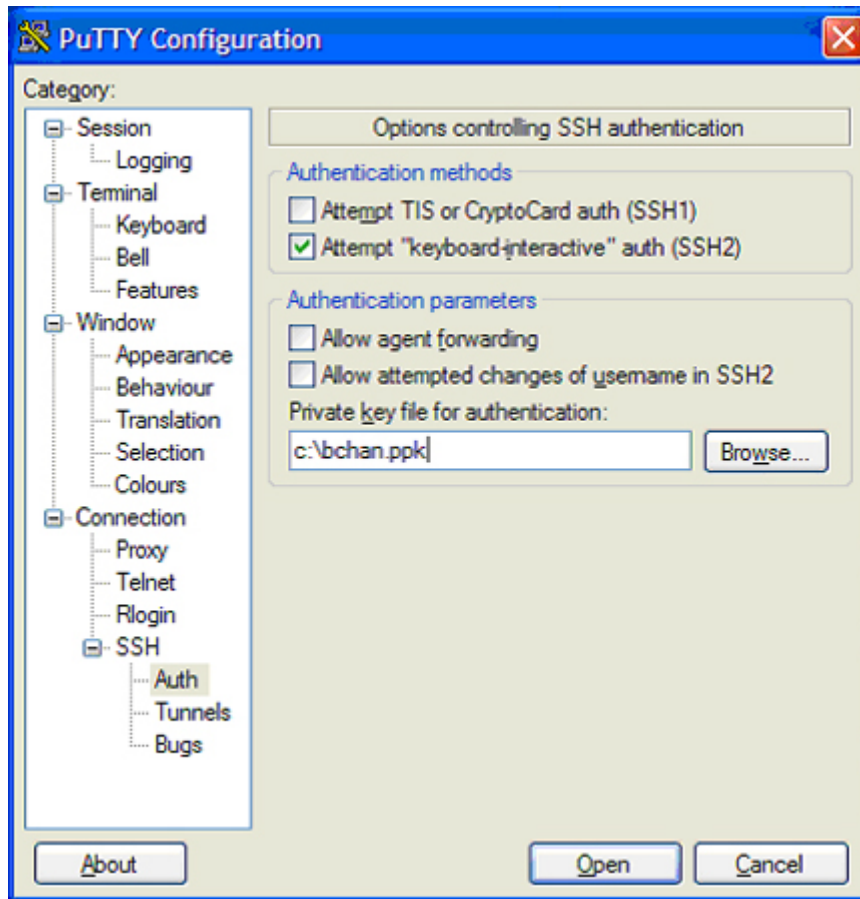 PuTTY Configuration
Category:
Session
Logging
Terminal
Keyboard
Bell
Features
Window
Appearance
Behaviour
Translation
Selection
Colours
Connection
Proxy
Telnet
Rlogin
SSH
Auth
Tunnels
Bugs
Options controlling SSH authentication
Authentication methods
Attempt TIS or CryptoCard auth (SSH1)
Attempt "keyboard-interactive" auth (SSH2)
Authentication parameters
Allow agent forwarding
Allow attempted changes of username in SSH2
Private key file for authentication:
c:\bchan.ppk
Browse...
About
Open
Cancel